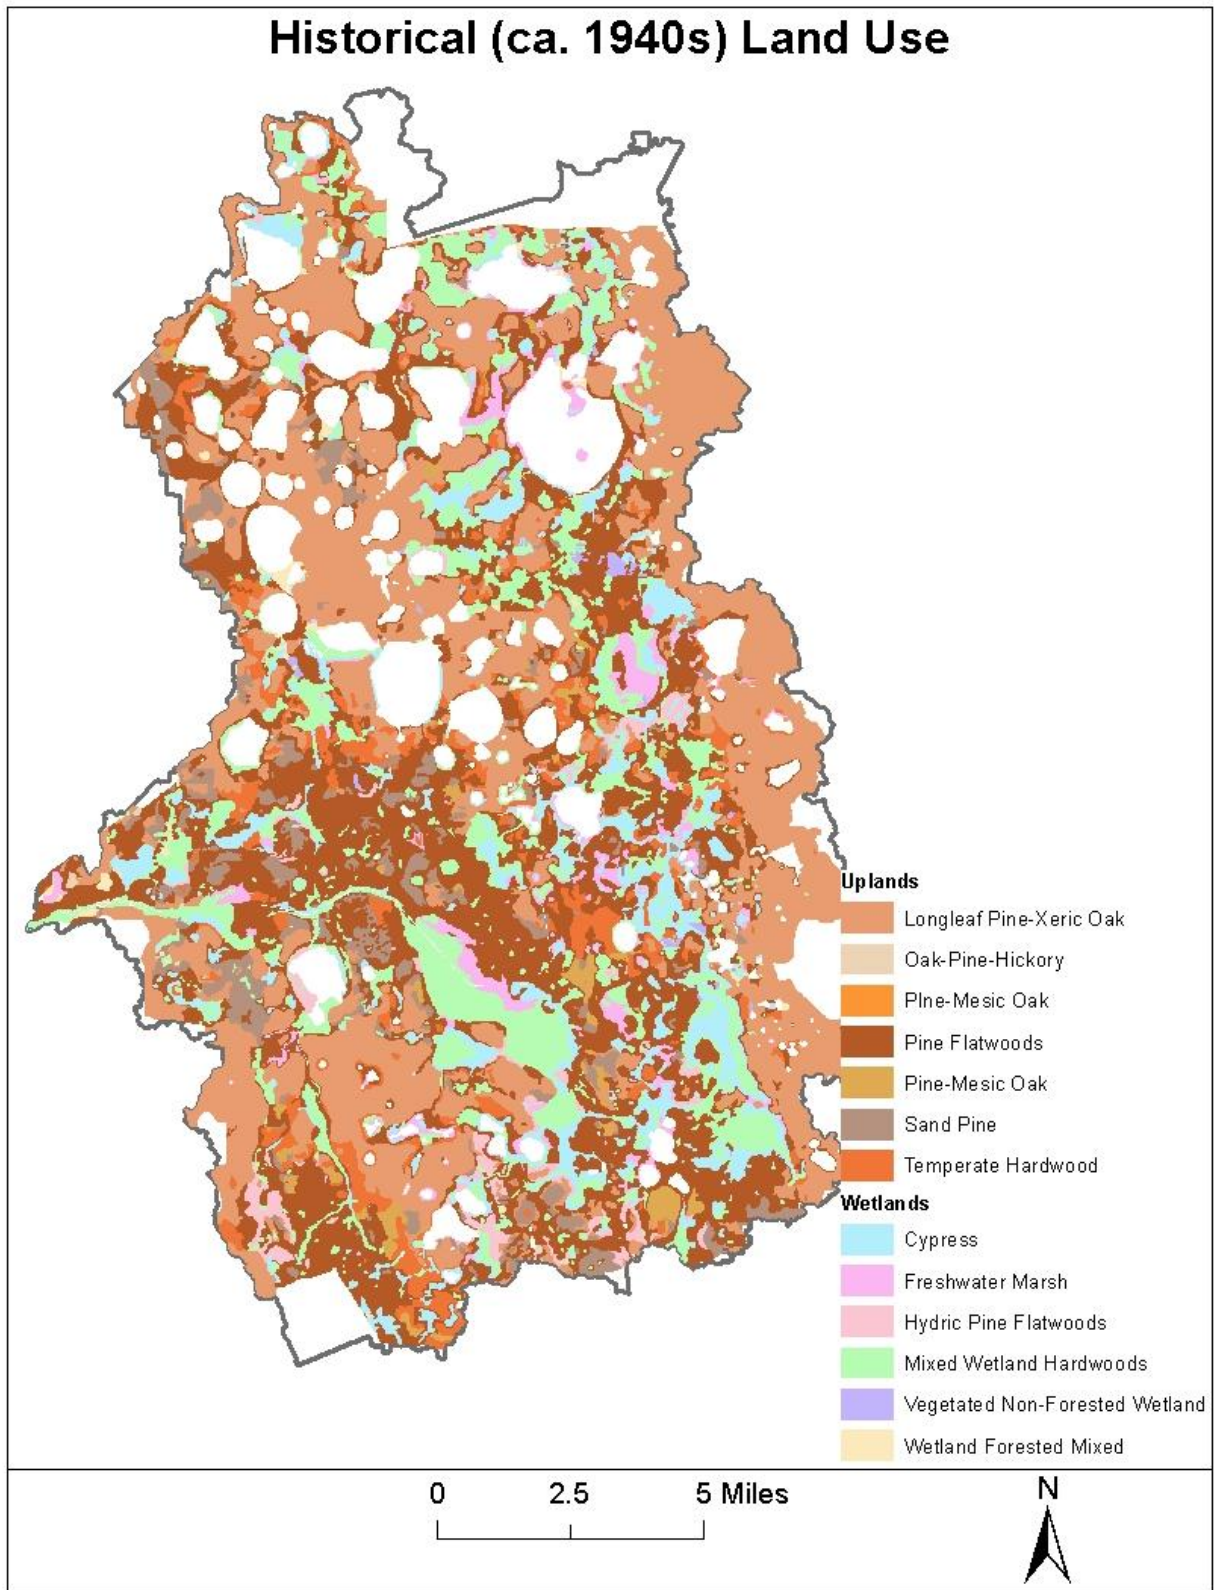 Historical (ca. 1940s) Land Use
Uplands
Longleaf Pine-Xeric Oak
Oak-Pine-Hickory
PIne-Mesic Oak
Pine Flatwoods
Pine-Mesic Oak
Sand Pine
Temperate Hardwood
Wetlands
Cypress
Freshwater Marsh
Hydric Pine Flatwoods
Mixed Wetland Hardwoods
Vegetated Non-Forested Wetland
Wetland Forested Mixed
0 2.5 5 Miles
N